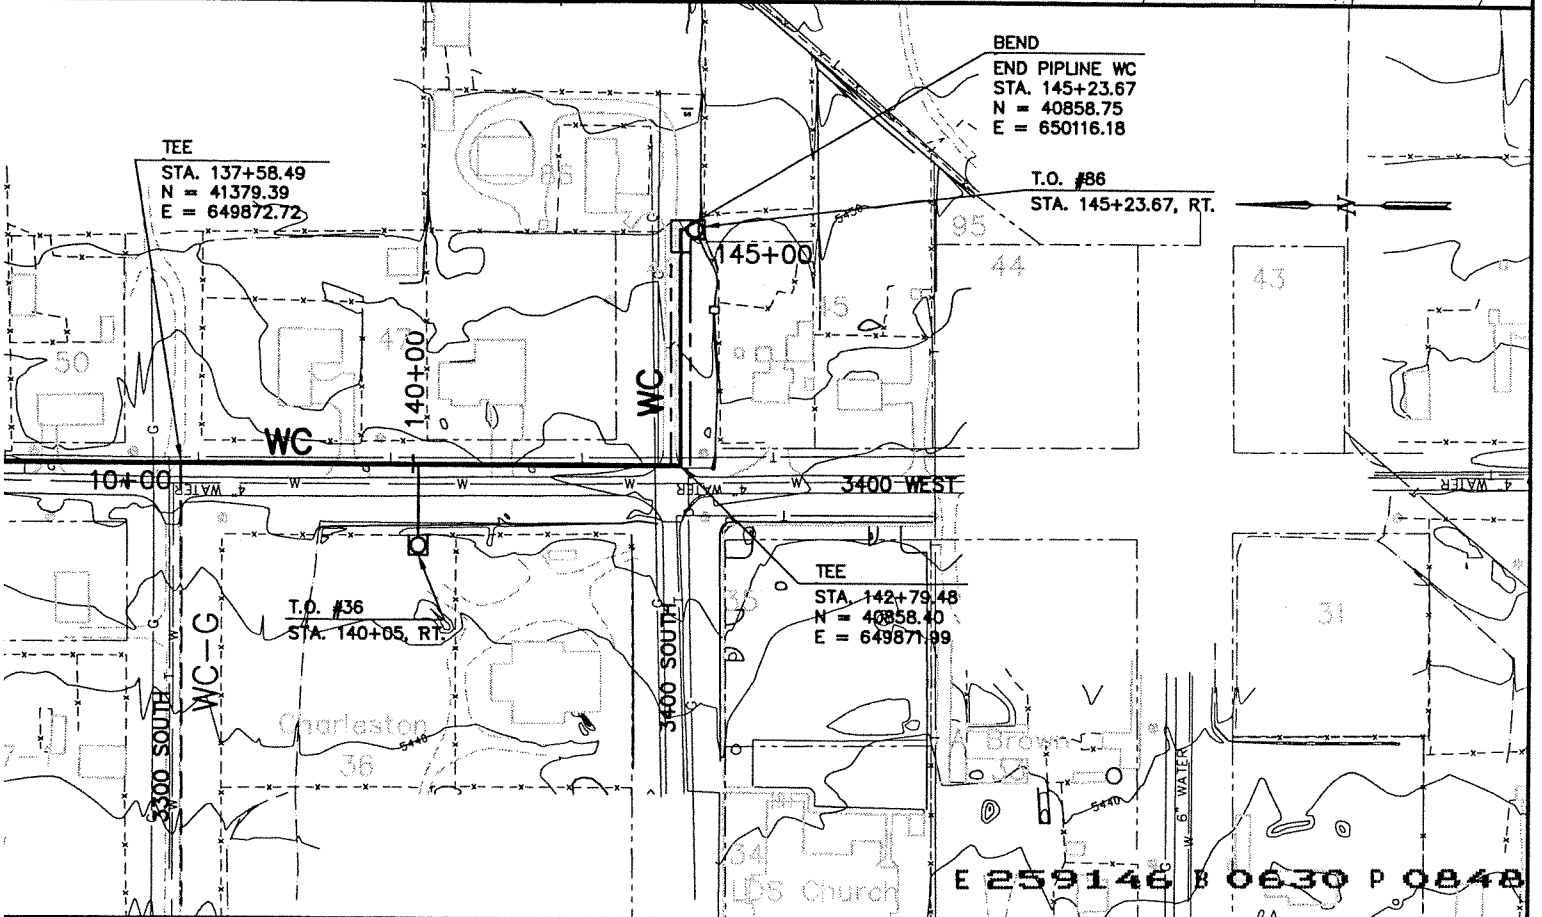 BEND
END PIPLINE WC
STA. 145+23.67
N = 40858.75
E = 650116.18
TEE
STA. 137+58.49
N = 41379.39
E = 649872.72
T.O. #86
STA. 145+23.67, RT.
N
86
5450
95
145+00
44
43
45
47
50
140+00
WC
WC
G
10+00
4" WATER
W
W
W
4" WATER
W
3400 WEST
4" WATER
T
T
TEE
STA. 142+79.48
N = 40858.40
E = 649871.99
T.O. #36
STA. 140+05, RT.
35
31
WC-G
3300 SOUTH
3400 SOUTH
Charleston
36
5440
A Brown
33
5440
W 6" WATER
34
LDS Church
E 259146 B 0630 P 0848